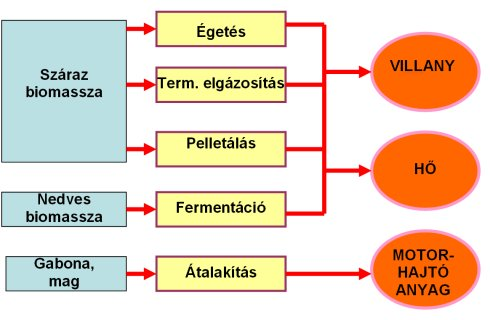 Száraz
biomassza
Nedves
biomassza
Gabona,
mag
Égetés
Term. elgázosítás
Pelletálás
Fermentáció
Átalakítás
VILLANY
HŐ
MOTOR-
HAJTÓ
ANYAG